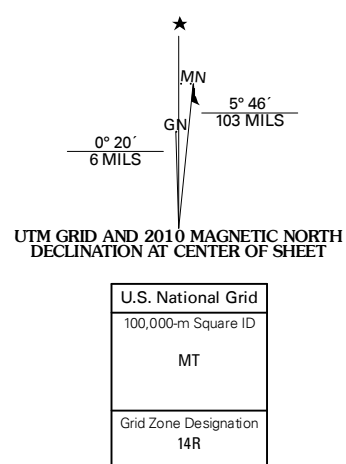 MN
5° 46´
103 MILS
GN
0° 20´
6 MILS
UTM GRID AND 2010 MAGNETIC NORTH
DECLINATION AT CENTER OF SHEET
U.S. National Grid
100,000-m Square ID
MT
Grid Zone Designation
14R